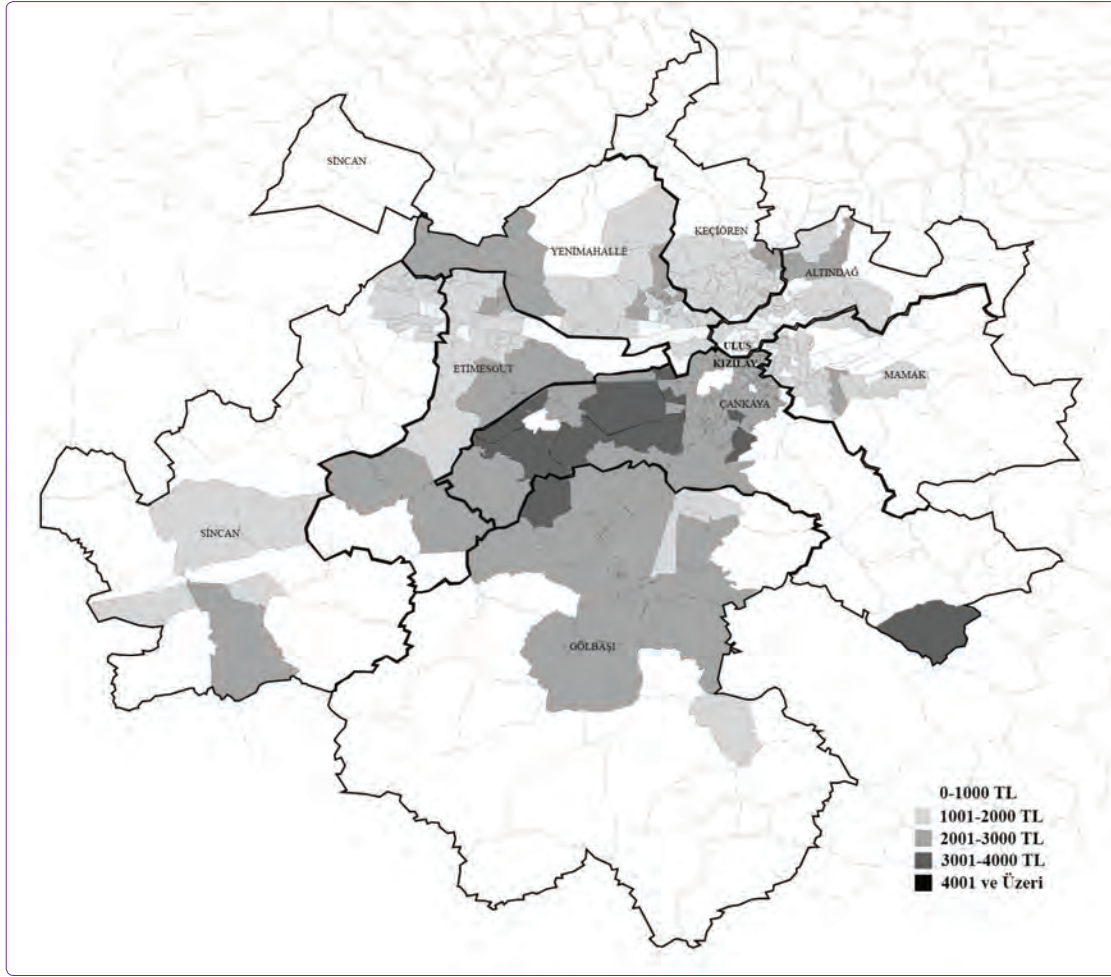 SİNCAN
KEÇİÖREN
YENİMAHALLE
ALTINDAĞ
ULUS
KIZILAY
ETİMESGUT
MAMAK
ÇANKAYA
SİNCAN
GÖLBAŞI
0-1000 TL
1001-2000 TL
2001-3000 TL
3001-4000 TL
4001 ve Üzeri